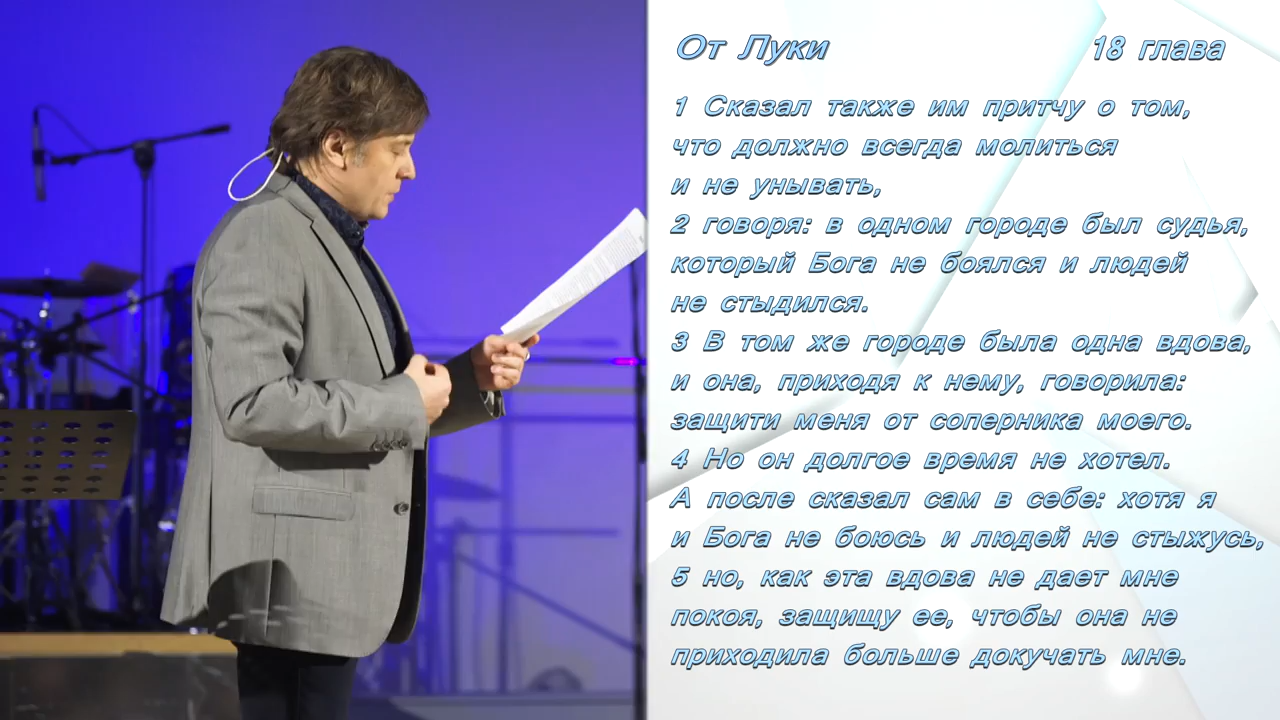 От Луки 18 глава
1 Сказал также им притчу о том,
что должно всегда молиться
и не унывать,
2 говоря: в одном городе был судья,
который Бога не боялся и людей
не стыдился.
3 В том же городе была одна вдова,
и она, приходя к нему, говорила:
защити меня от соперника моего.
4 Но он долгое время не хотел.
А после сказал сам в себе: хотя я
и Бога не боюсь и людей не стыжусь,
5 но, как эта вдова не дает мне
покоя, защищу ее, чтобы она не
приходила больше докучать мне.